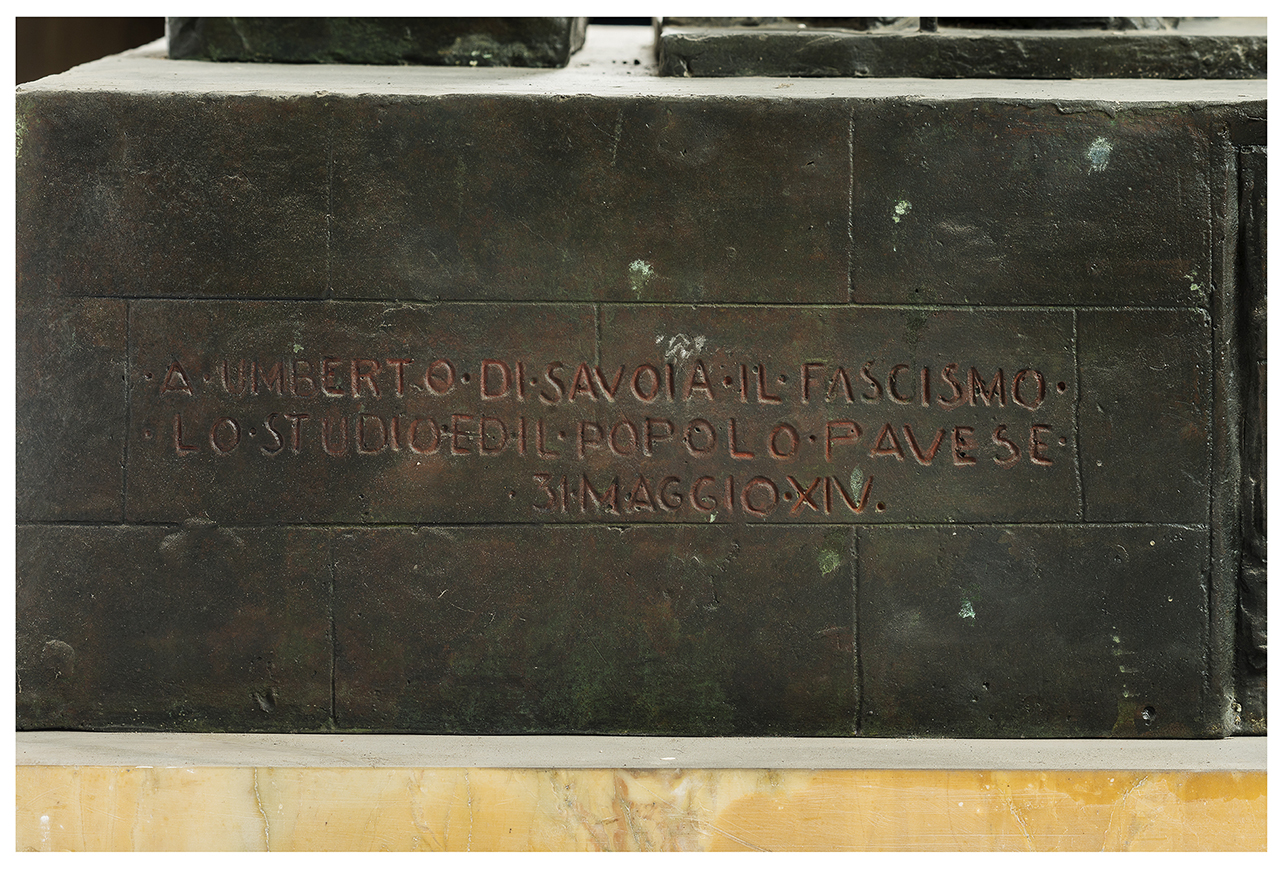 ·A·UMBERTO·DI·SAVOIA·IL·FASCISMO·
·LO·STUDIO·ED·IL·POPOLO·PAVESE·
·31·MAGGIO·XIV.